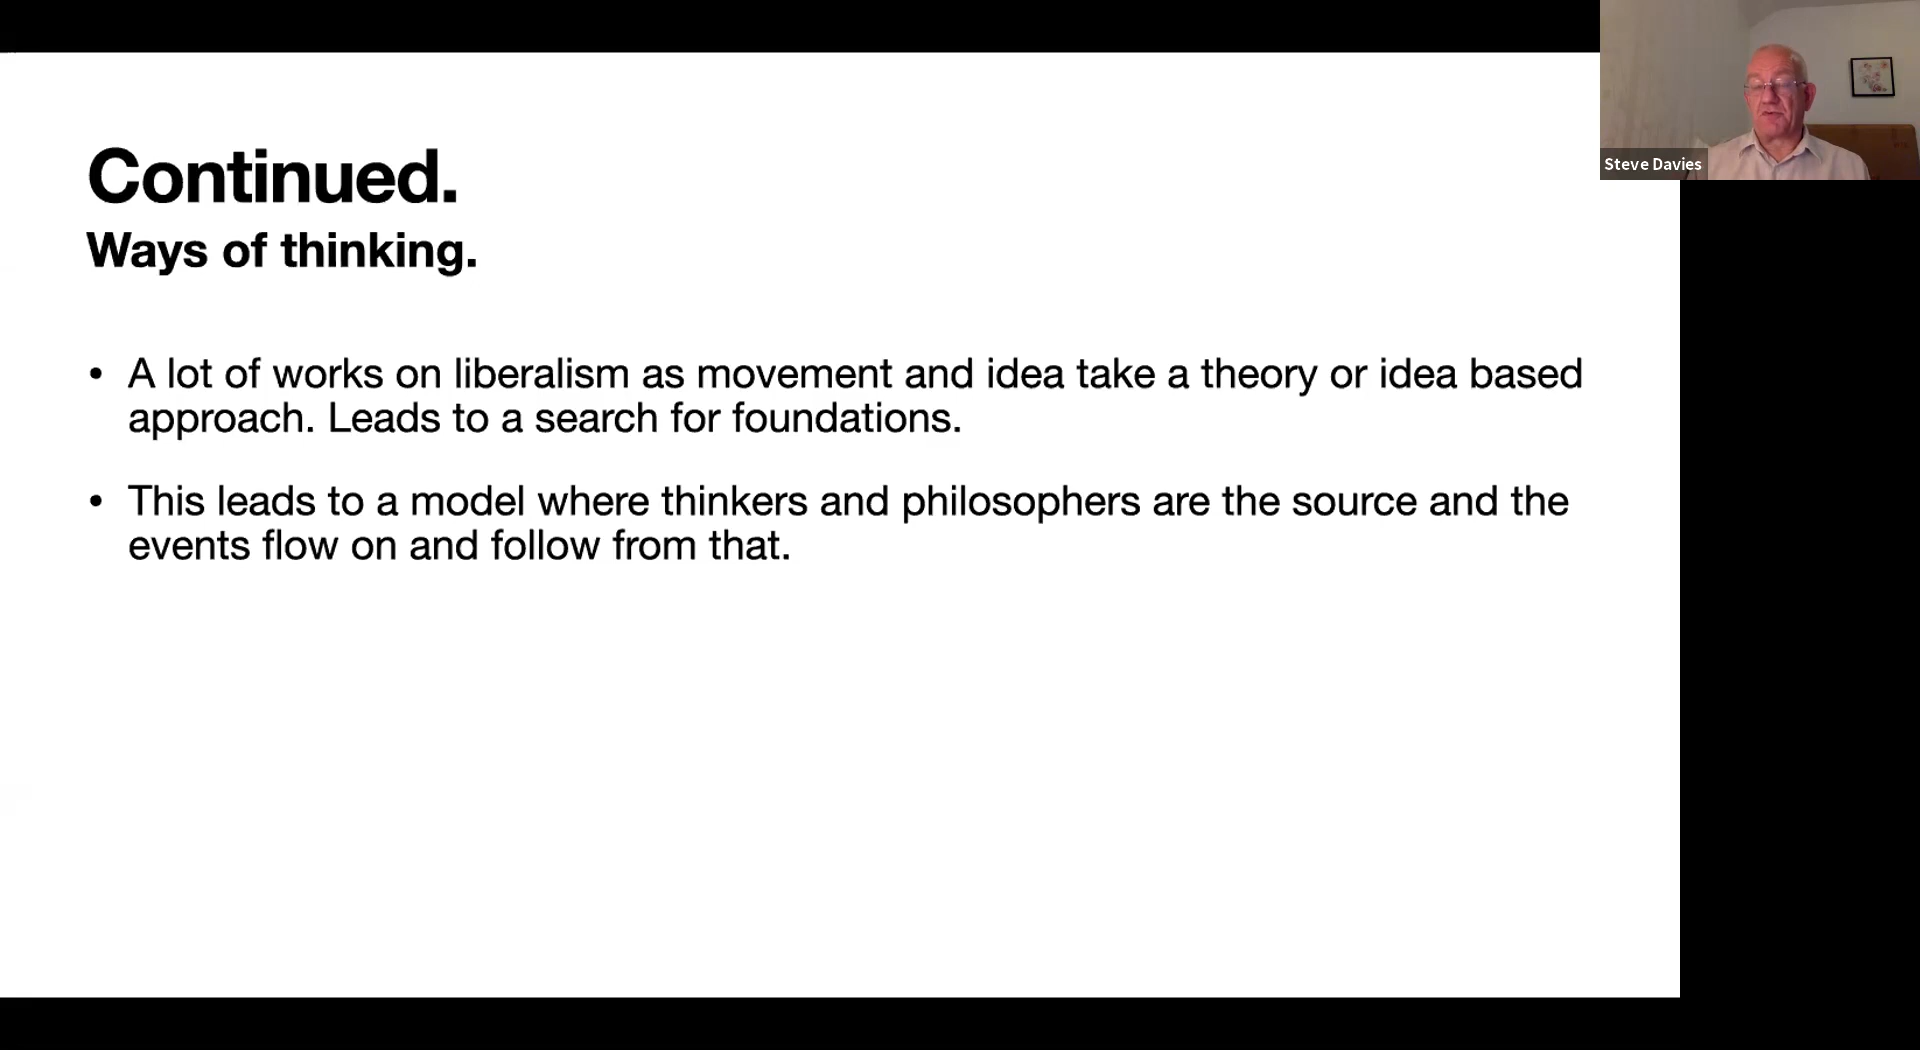 Continued.
Ways of thinking.
• A lot of works on liberalism as movement and idea take a theory or idea based
approach. Leads to a search for foundations.
• This leads to a model where thinkers and philosophers are the source and the
events flow on and follow from that.
Steve Davies